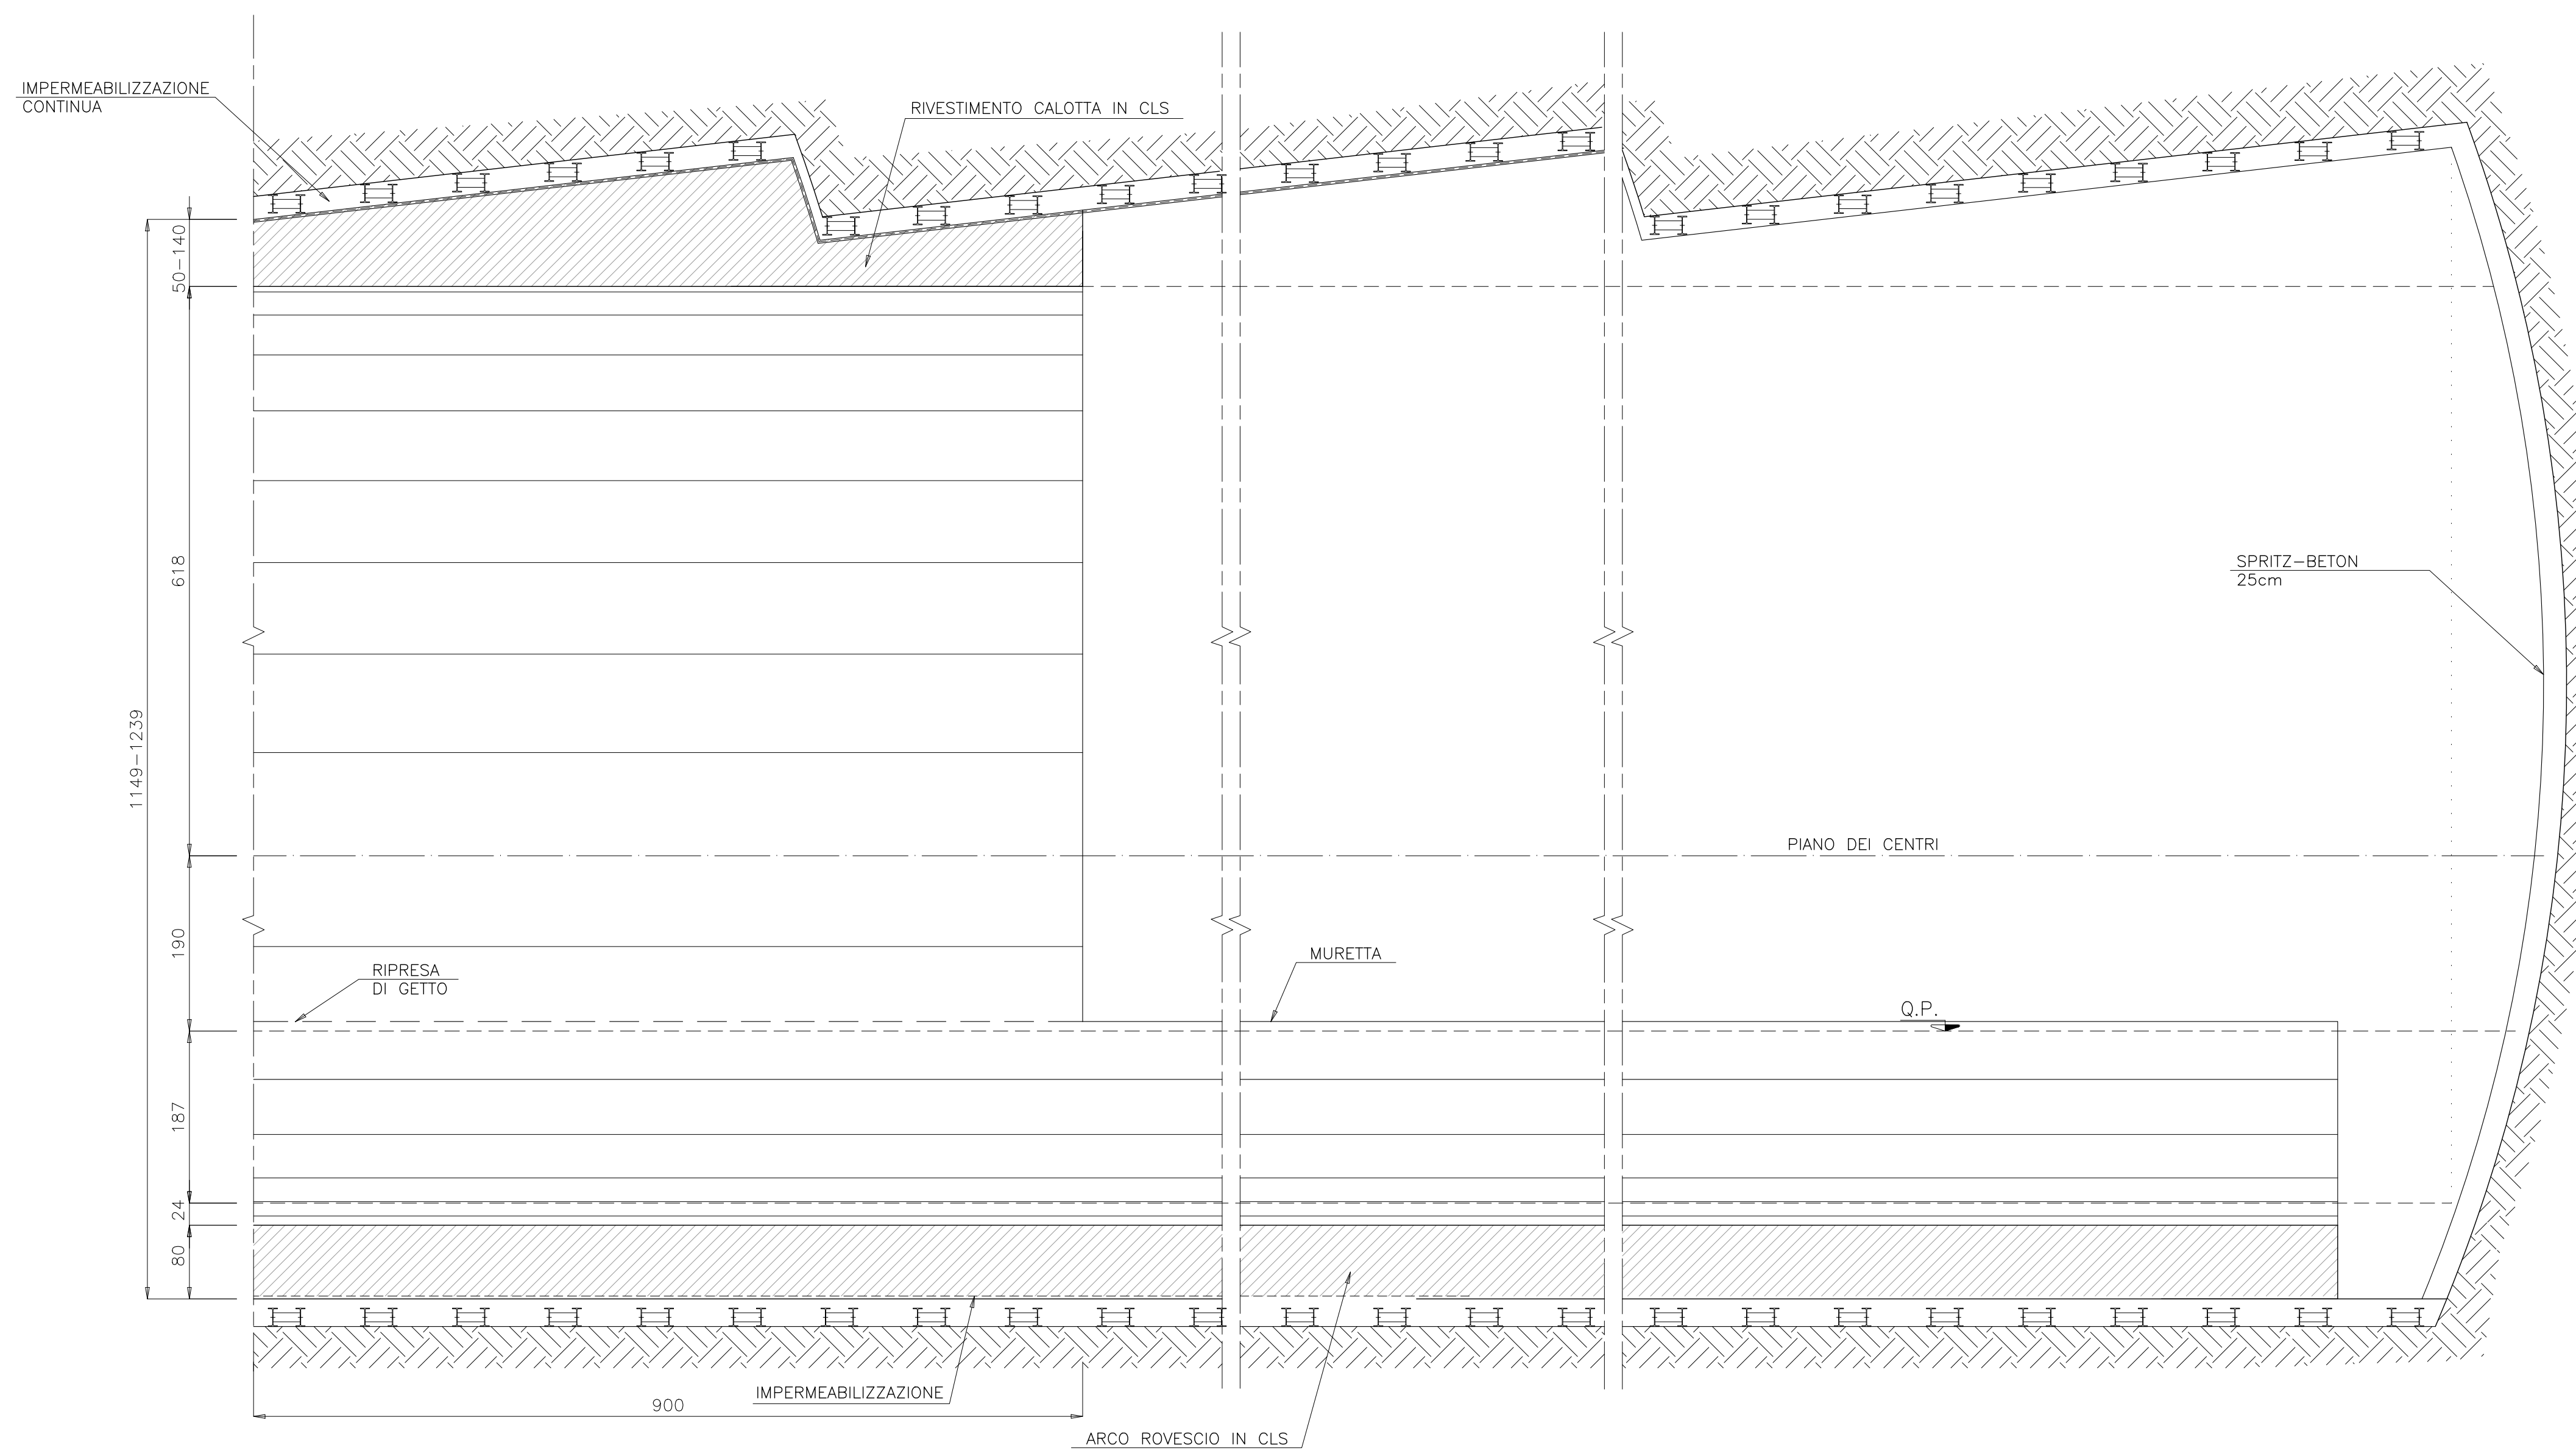 IMPERMEABILIZZAZIONE
CONTINUA
RIVESTIMENTO CALOTTA IN CLS
50-140
618
SPRITZ-BETON
25cm
1149-1239
PIANO DEI CENTRI
190
MURETTA
RIPRESA
DI GETTO
Q.P.
187
24
80
IMPERMEABILIZZAZIONE
900
ARCO ROVESCIO IN CLS